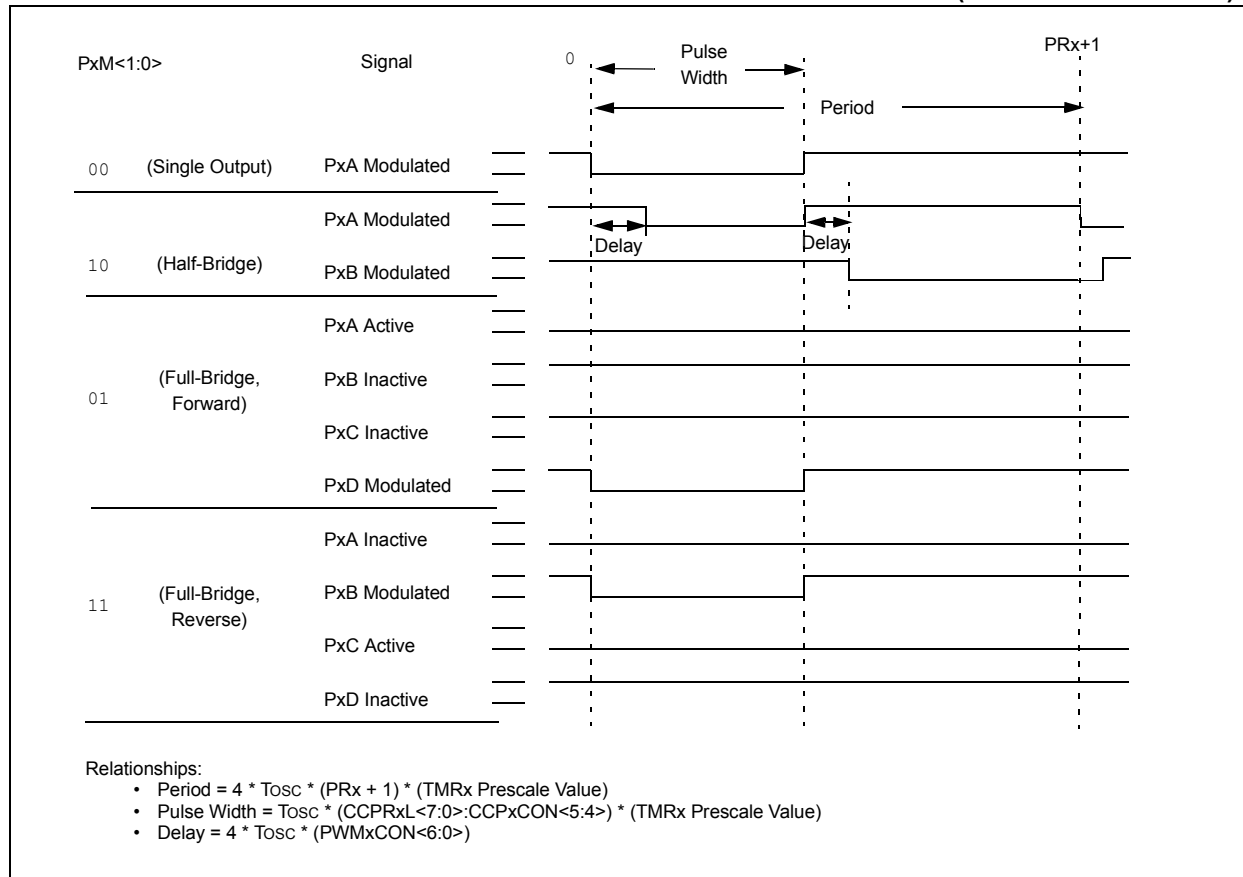 PxM<1:0> Signal 0 Pulse Width PRx+1
Period
00 (Single Output) PxA Modulated
PxA Modulated
Delay Delay
10 (Half-Bridge)
PxB Modulated
PxA Active
01 (Full-Bridge, Forward)
PxB Inactive
PxC Inactive
PxD Modulated
PxA Inactive
11 (Full-Bridge, Reverse)
PxB Modulated
PxC Active
PxD Inactive
Relationships:
• Period = 4 * TOSC * (PRx + 1) * (TMRx Prescale Value)
• Pulse Width = TOSC * (CCPRxL<7:0>:CCPxCON<5:4>) * (TMRx Prescale Value)
• Delay = 4 * TOSC * (PWMxCON<6:0>)